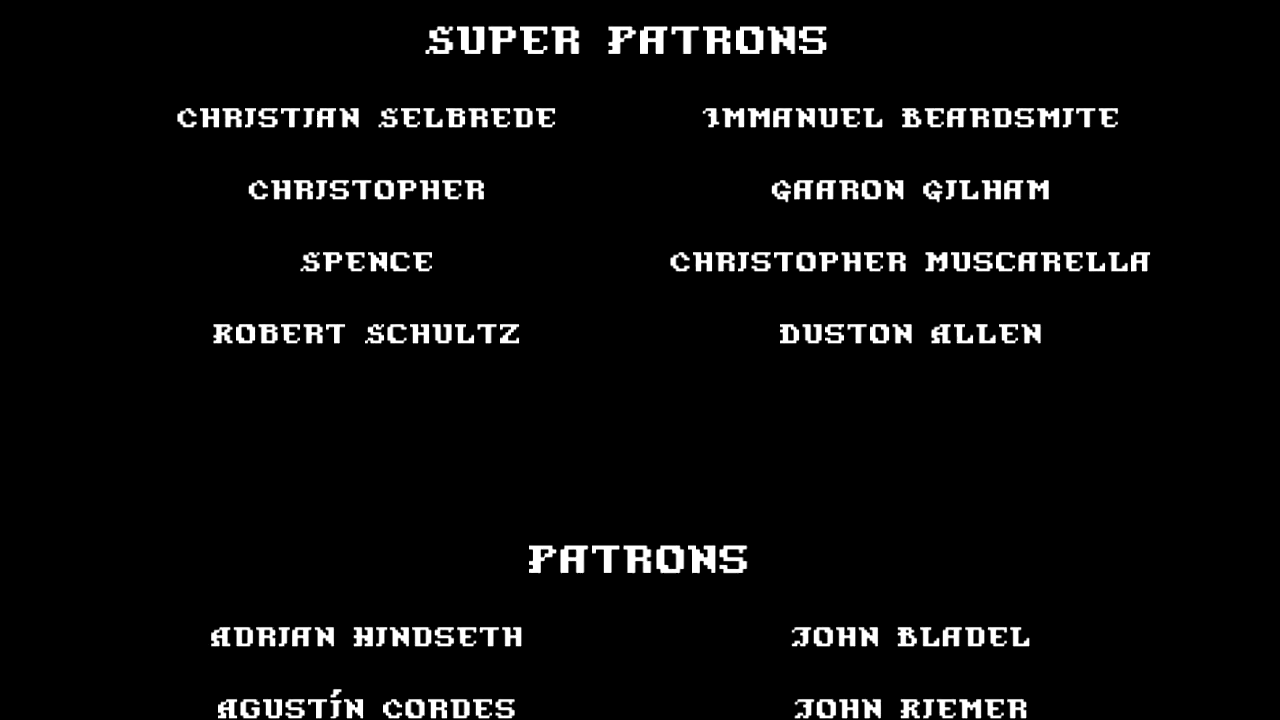 SUPER PATRONS
CHRISTIAN SELBREDE IMMANUEL BEARDSMITE
CHRISTOPHER GAARON GILHAM
SPENCE CHRISTOPHER MUSCARELLA
ROBERT SCHULTZ DUSTON ALLEN
PATRONS
ADRIAN HINDSETH JOHN BLADEL
AGUSTÍN CORDES JOHN RIEMER